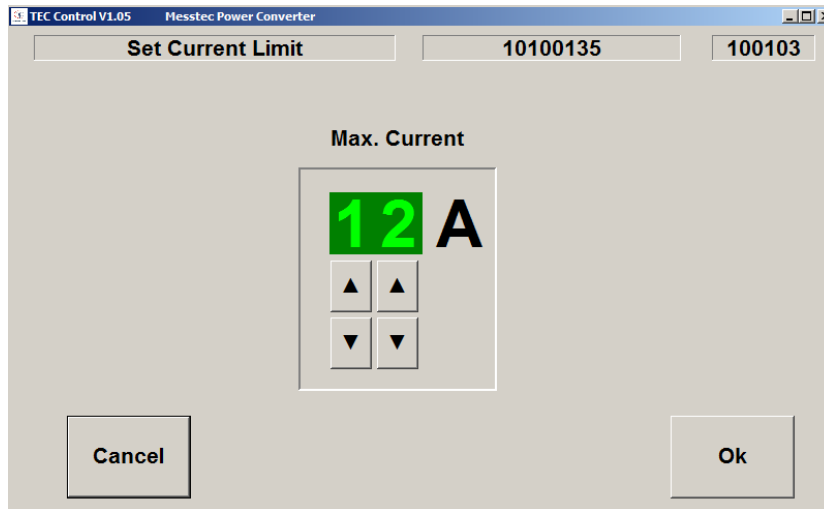 TEC Control V1.05 Messtec Power Converter
Set Current Limit 10100135 100103
Max. Current
12 A
▲ ▲
▼ ▼
Cancel Ok